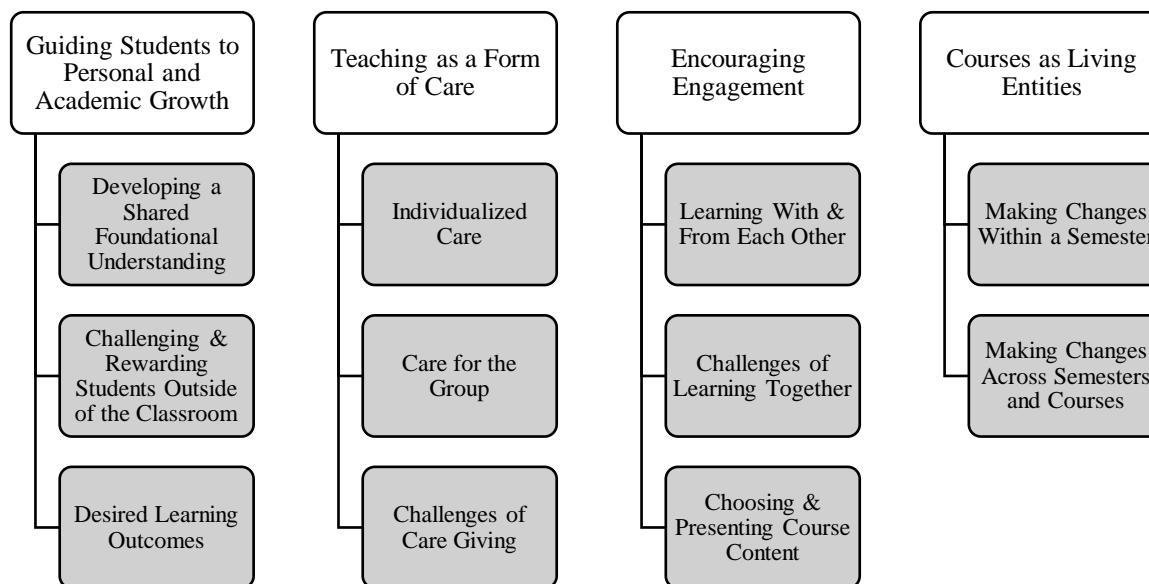 Guiding Students to
Personal and
Academic Growth
Developing a
Shared
Foundational
Understanding
Challenging &
Rewarding
Students Outside
of the Classroom
Desired Learning
Outcomes
Teaching as a Form
of Care
Individualized
Care
Care for the
Group
Challenges of
Care Giving
Encouraging
Engagement
Learning With &
From Each Other
Challenges of
Learning Together
Choosing &
Presenting Course
Content
Courses as Living
Entities
Making Changes
Within a Semester
Making Changes
Across Semesters
and Courses